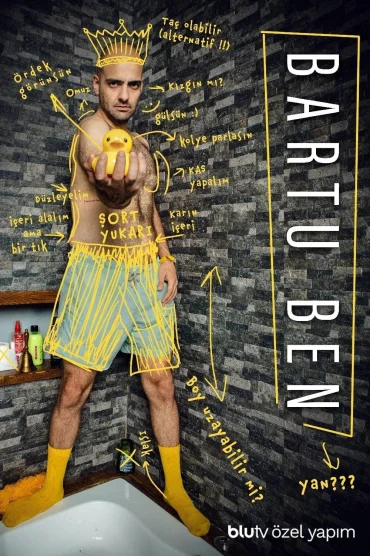 Taç olabilir
(alternatif !!)
Ördek
görünsün
Omuz
Kızgın mı?
gülsün :)
Kolye parlasın
KAS
yapalım
Düzleyelim
içeri alalım
ama
bir tık
ŞORT
YUKARI
Karın
içeri
Boy uzayabilir mi?
Islak
BARTU BEN
yan???
blutv özel yapım